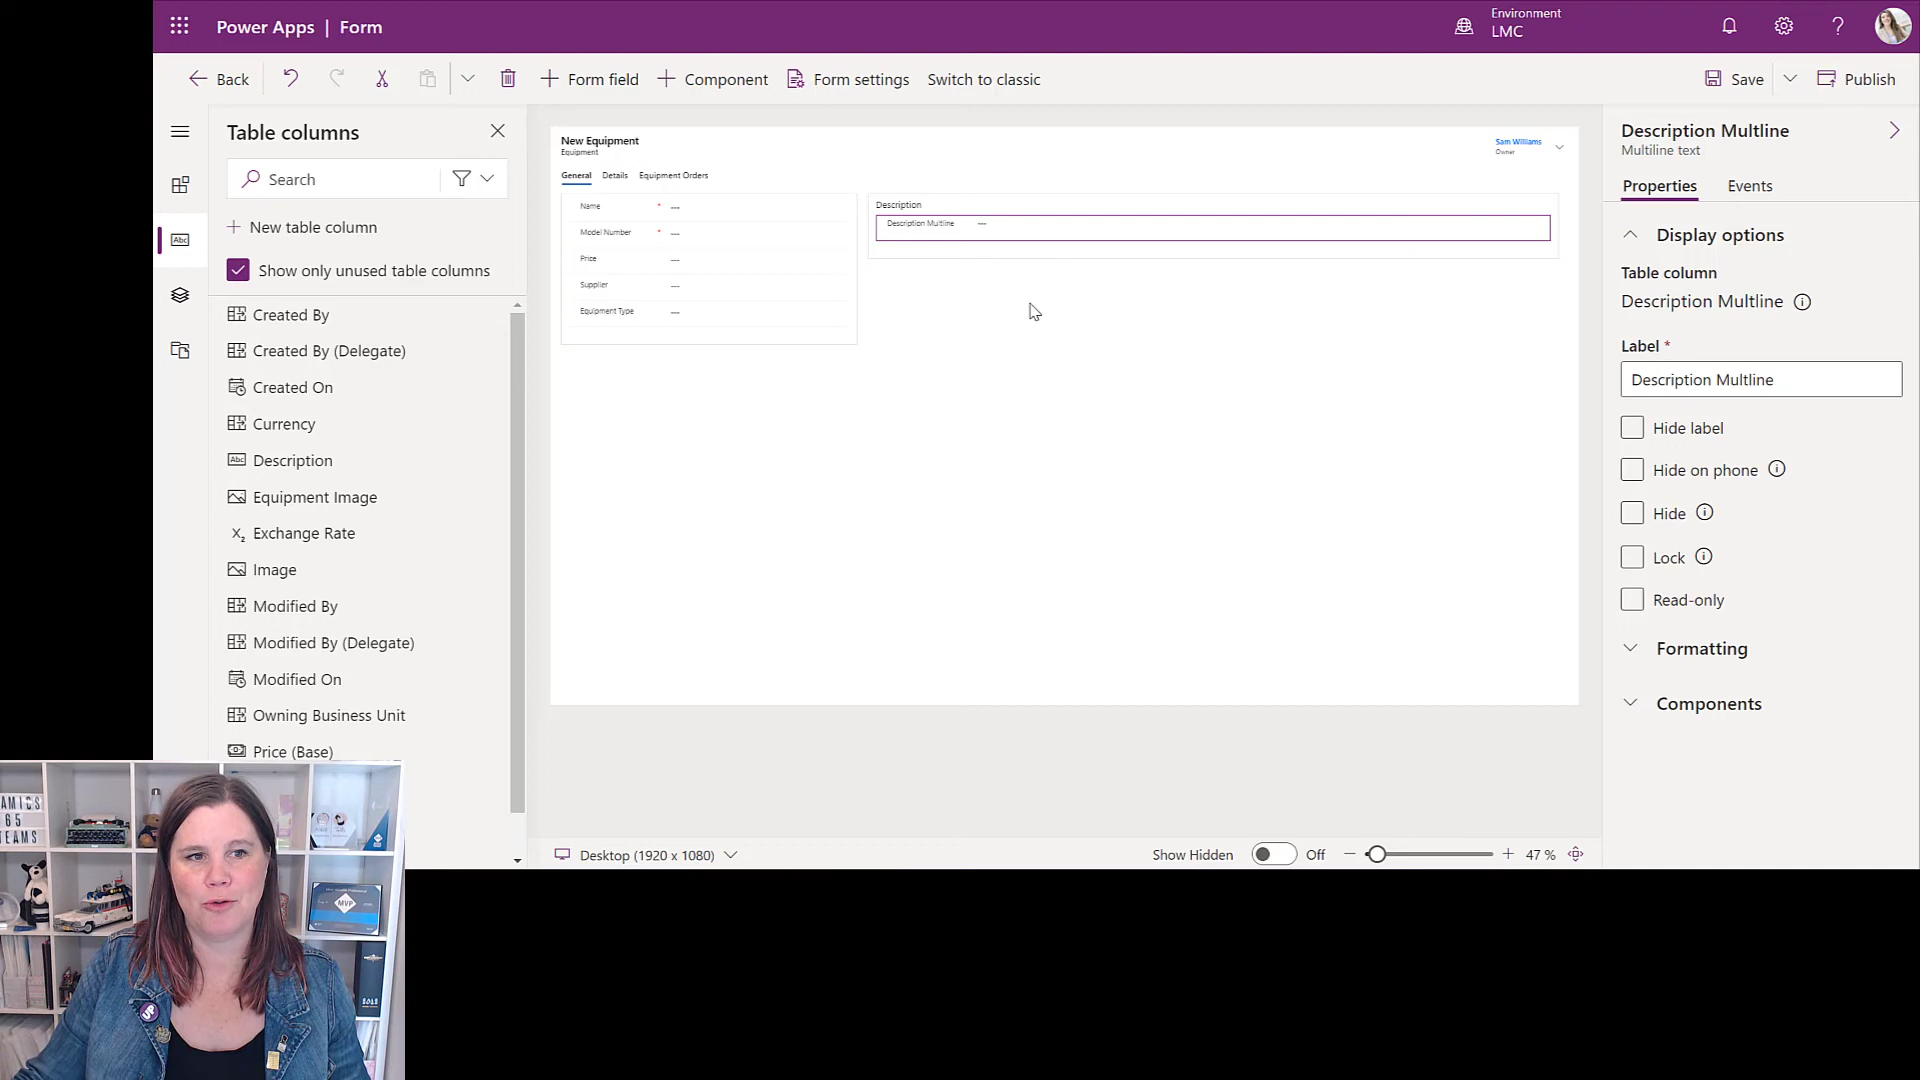 Power Apps | Form
Environment
LMC
Back
Form field
Component
Form settings
Switch to classic
Save
Publish
Table columns
Search
New table column
Show only unused table columns
Created By
Created By (Delegate)
Created On
Currency
Description
Equipment Image
Exchange Rate
Image
Modified By
Modified By (Delegate)
Modified On
Owning Business Unit
Price (Base)
New Equipment
Equipment
Sam Williams
Owner
General
Details
Equipment Orders
Name * ---
Model Number * ---
Price ---
Supplier ---
Equipment Type ---
Description
Description Multline ---
Desktop (1920 x 1080)
Show Hidden
Off
47 %
Description Multline
Multiline text
Properties
Events
Display options
Table column
Description Multline
Label *
Description Multline
Hide label
Hide on phone
Hide
Lock
Read-only
Formatting
Components
AMICS
65
TEAMS
MVP
UP